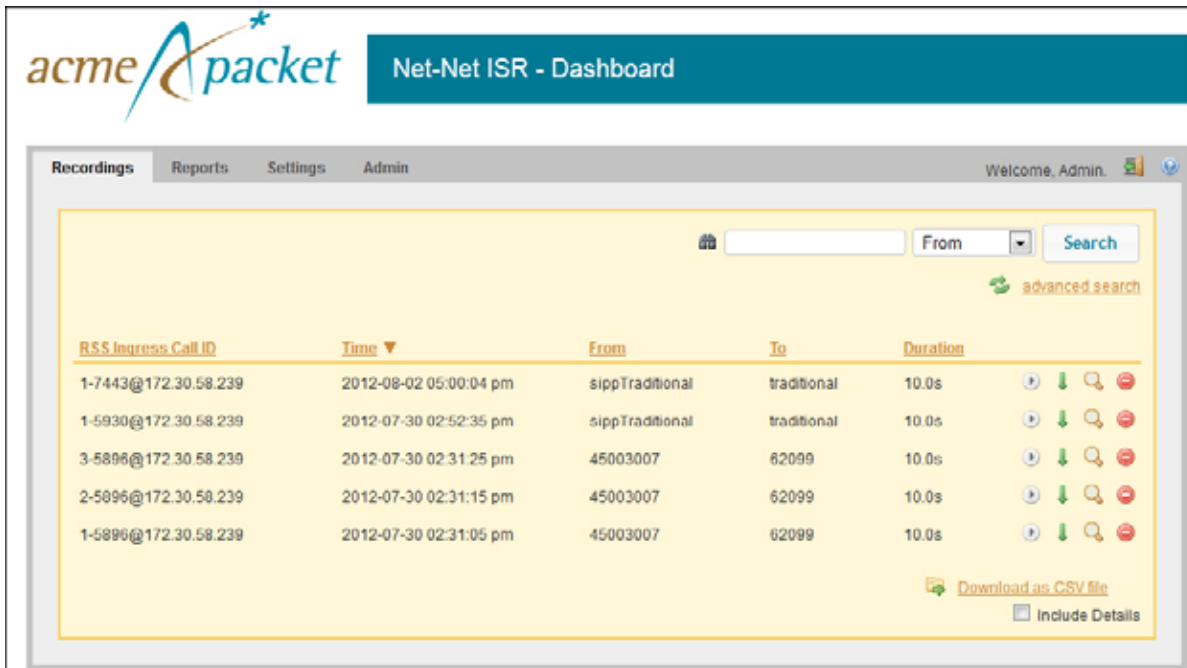 acme packet
Net-Net ISR - Dashboard
Recordings Reports Settings Admin Welcome, Admin.
From Search
advanced search
RSS Ingress Call ID Time ▼ From To Duration
1-7443@172.30.58.239 2012-08-02 05:00:04 pm sippTraditional traditional 10.0s
1-5930@172.30.58.239 2012-07-30 02:52:35 pm sippTraditional traditional 10.0s
3-5896@172.30.58.239 2012-07-30 02:31:25 pm 45003007 62099 10.0s
2-5896@172.30.58.239 2012-07-30 02:31:15 pm 45003007 62099 10.0s
1-5896@172.30.58.239 2012-07-30 02:31:05 pm 45003007 62099 10.0s
Download as CSV file
Include Details